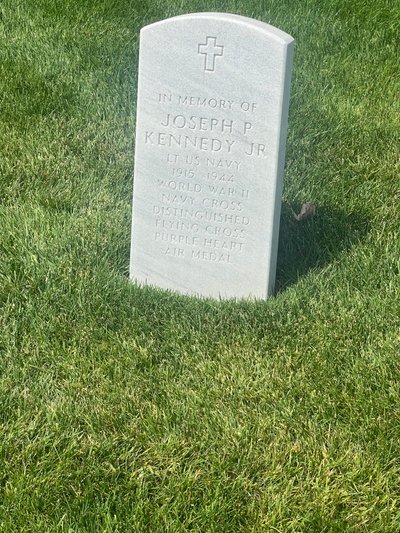 IN MEMORY OF
JOSEPH P
KENNEDY JR
LT US NAVY
1915 1944
WORLD WAR II
NAVY CROSS
DISTINGUISHED
FLYING CROSS
PURPLE HEART
AIR MEDAL